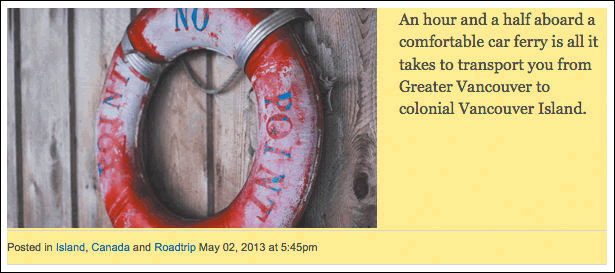 NO
POINT
POINT
An hour and a half aboard a
comfortable car ferry is all it
takes to transport you from
Greater Vancouver to
colonial Vancouver Island.
Posted in Island, Canada and Roadtrip May 02, 2013 at 5:45pm